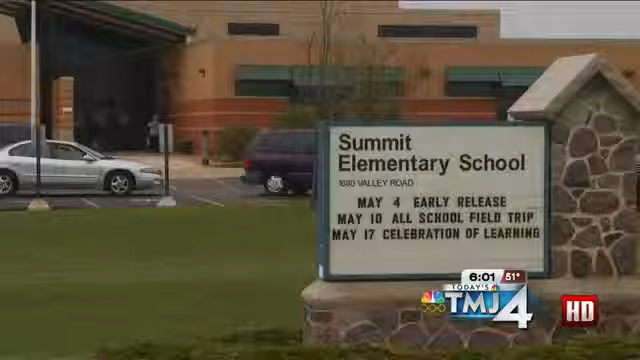 Summit
Elementary School
1680 VALLEY ROAD
MAY 4 EARLY RELEASE
MAY 10 ALL SCHOOL FIELD TRIP
MAY 17 CELEBRATION OF LEARNING
6:01 51°
TODAY'S
TMJ4
HD